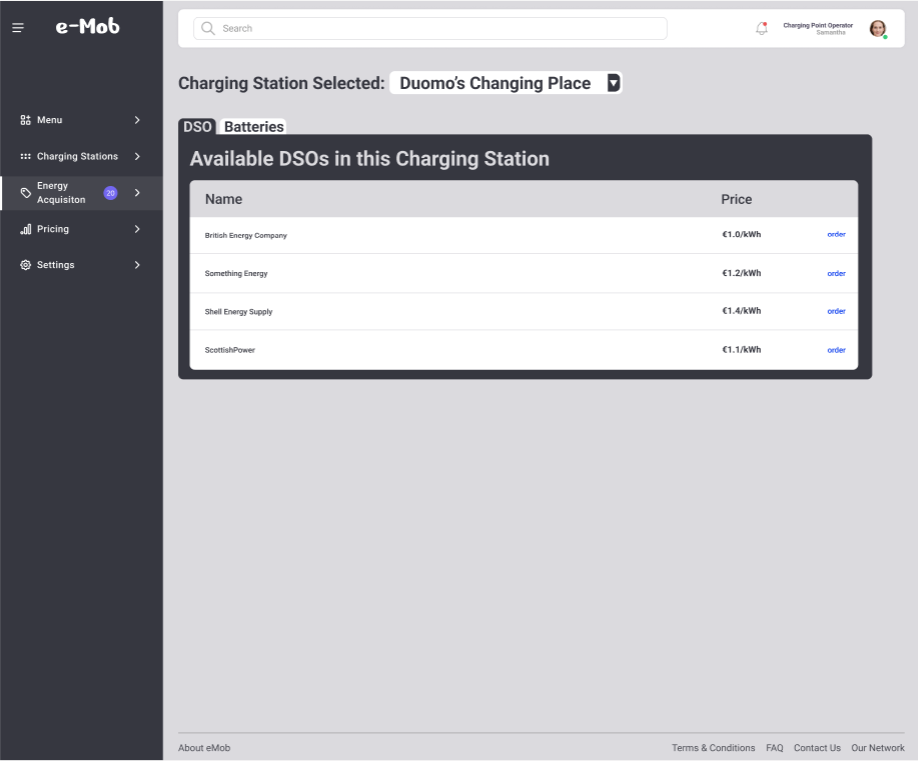 e-Mob
Search
Charging Point Operator
Samantha
Menu
Charging Stations
Energy
Acquisiton
20
Pricing
Settings
Charging Station Selected: Duomo's Changing Place
DSO Batteries
Available DSOs in this Charging Station
Name Price
British Energy Company €1.0/kWh order
Something Energy €1.2/kWh order
Shell Energy Supply €1.4/kWh order
ScottishPower €1.1/kWh order
About eMob Terms & Conditions FAQ Contact Us Our Network